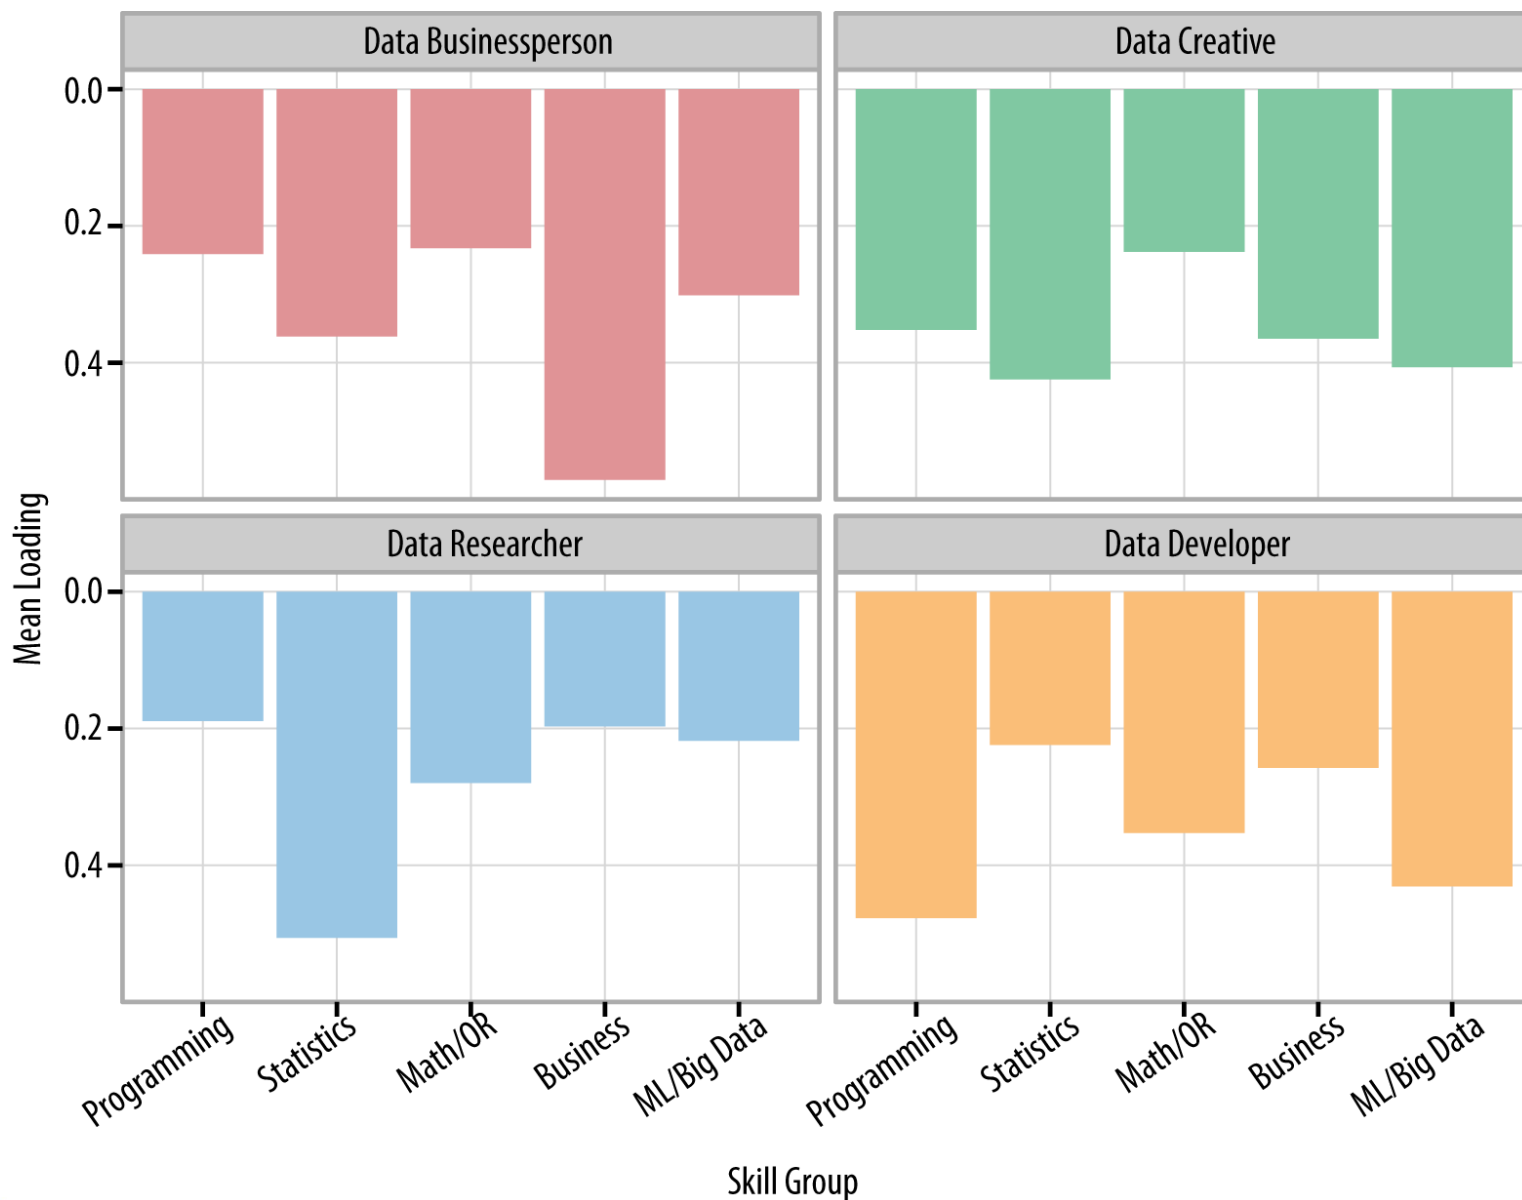 Data Businessperson
Data Creative
0.0
0.2
0.4
Mean Loading
Data Researcher
Data Developer
0.0
0.2
0.4
Programming
Statistics
Math/OR
Business
ML/Big Data
Programming
Statistics
Math/OR
Business
ML/Big Data
Skill Group